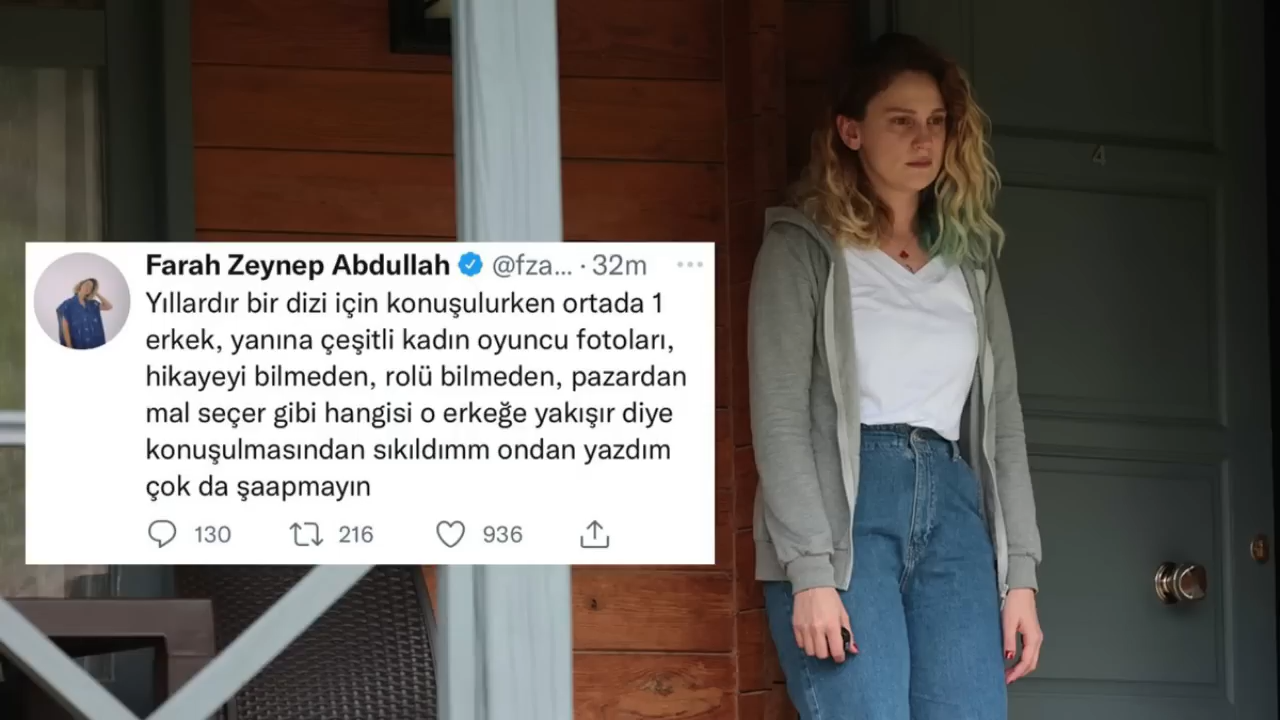 Farah Zeynep Abdullah @fza... · 32m
Yıllardır bir dizi için konuşulurken ortada 1
erkek, yanına çeşitli kadın oyuncu fotoları,
hikayeyi bilmeden, rolü bilmeden, pazardan
mal seçer gibi hangisi o erkeğe yakışır diye
konuşulmasından sıkıldımm ondan yazdım
çok da şaapmayın
130 216 936
4